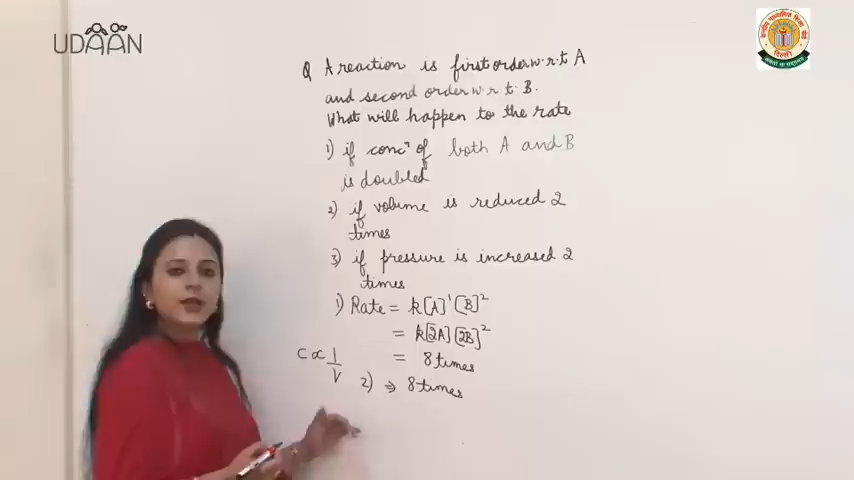 UDAAN
Q A reaction is first order w.r.t A
and second order w.r.t. B.
What will happen to the rate
1) if concⁿ of both A and B
is doubled
2) if volume is reduced 2
times
3) if pressure is increased 2
times
1) Rate = k[A]¹[B]²
= k[2A][2B]²
= 8 times
C ∝ 1/V
2) ⇒ 8 times